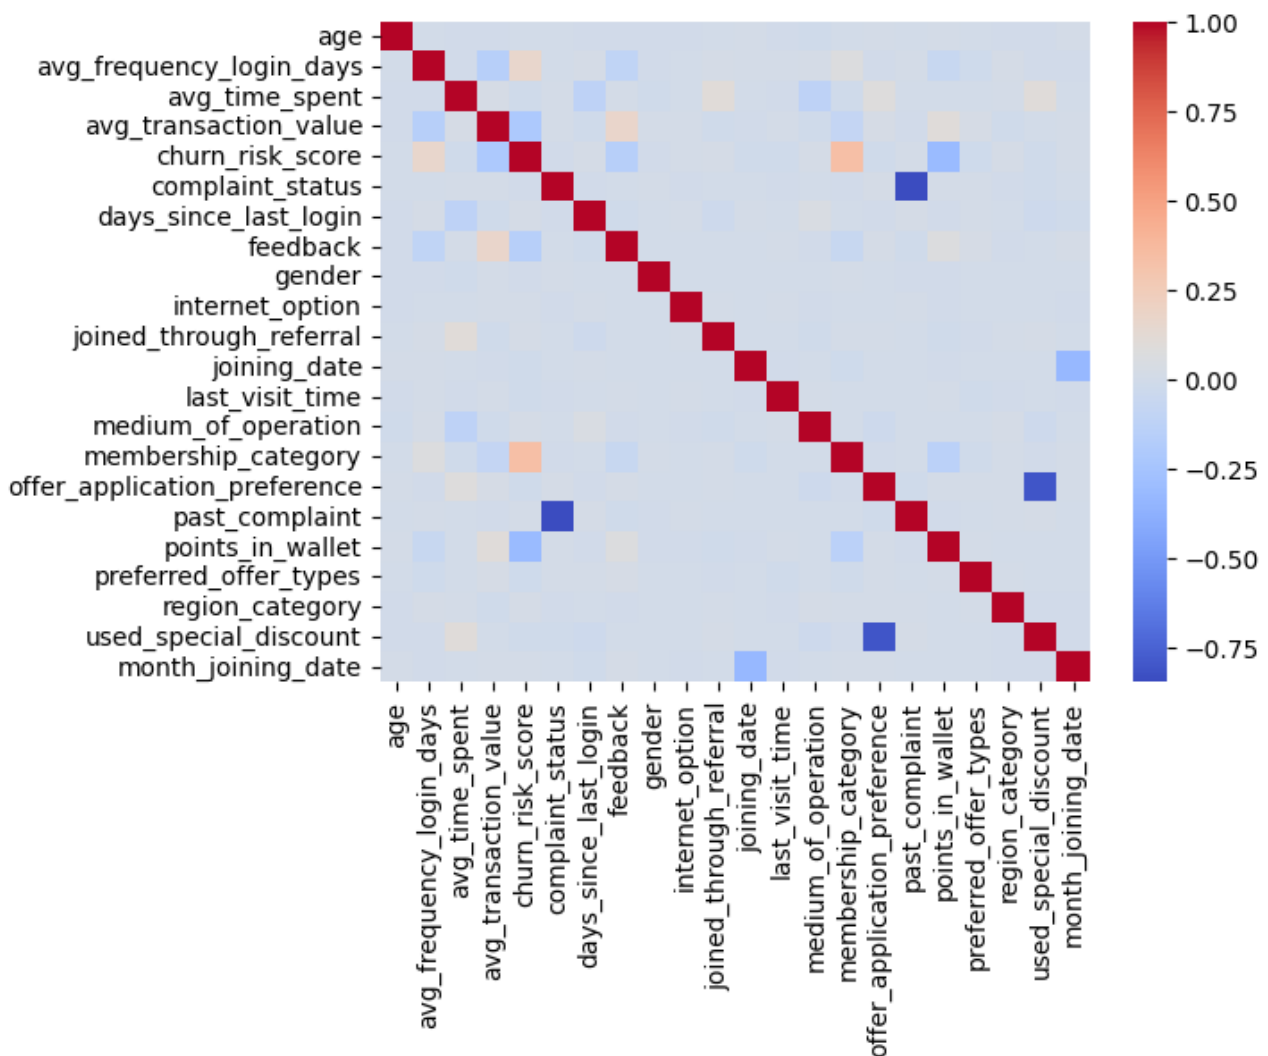 age
avg_frequency_login_days
avg_time_spent
avg_transaction_value
churn_risk_score
complaint_status
days_since_last_login
feedback
gender
internet_option
joined_through_referral
joining_date
last_visit_time
medium_of_operation
membership_category
offer_application_preference
past_complaint
points_in_wallet
preferred_offer_types
region_category
used_special_discount
month_joining_date
age
avg_frequency_login_days
avg_time_spent
avg_transaction_value
churn_risk_score
complaint_status
days_since_last_login
feedback
gender
internet_option
joined_through_referral
joining_date
last_visit_time
medium_of_operation
membership_category
offer_application_preference
past_complaint
points_in_wallet
preferred_offer_types
region_category
used_special_discount
month_joining_date
1.00
0.75
0.50
0.25
0.00
−0.25
−0.50
−0.75